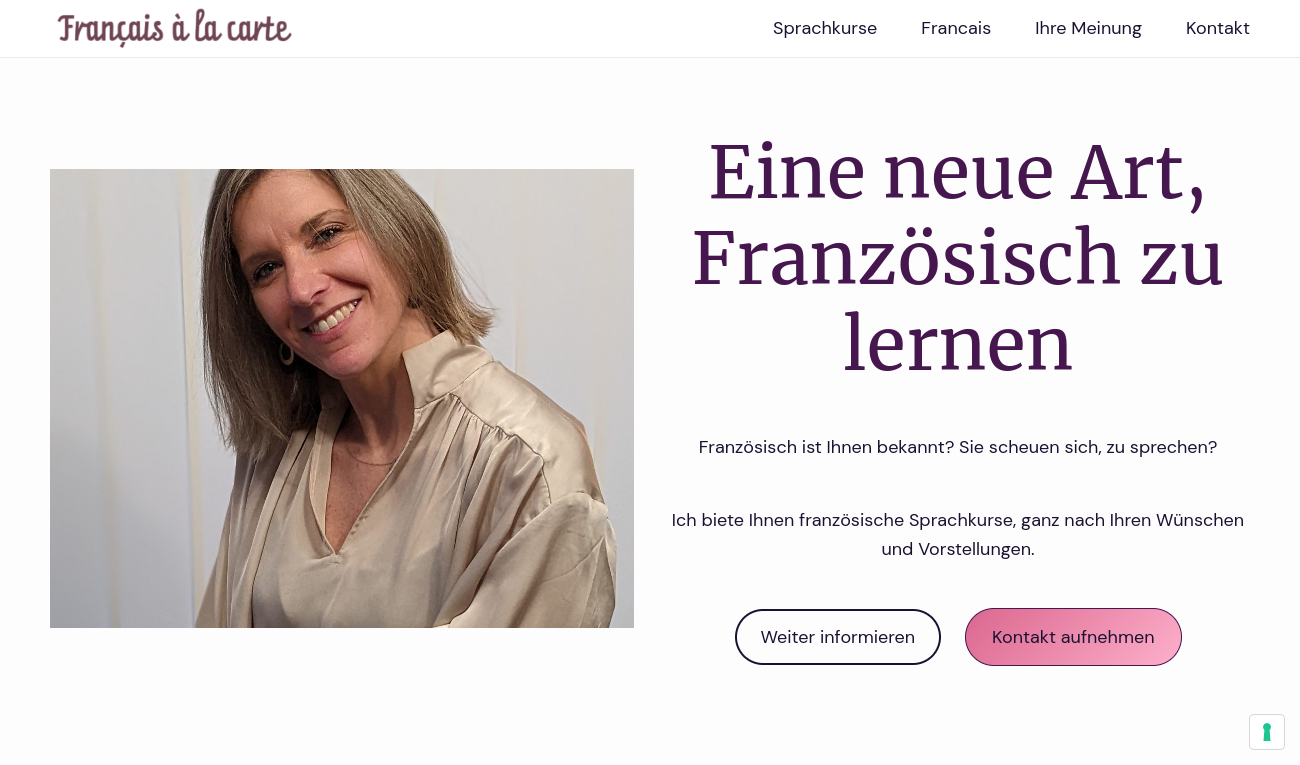 Français à la carte
Sprachkurse
Francais
Ihre Meinung
Kontakt
Eine neue Art,
Französisch zu
lernen
Französisch ist Ihnen bekannt? Sie scheuen sich, zu sprechen?
Ich biete Ihnen französische Sprachkurse, ganz nach Ihren Wünschen
und Vorstellungen.
Weiter informieren
Kontakt aufnehmen